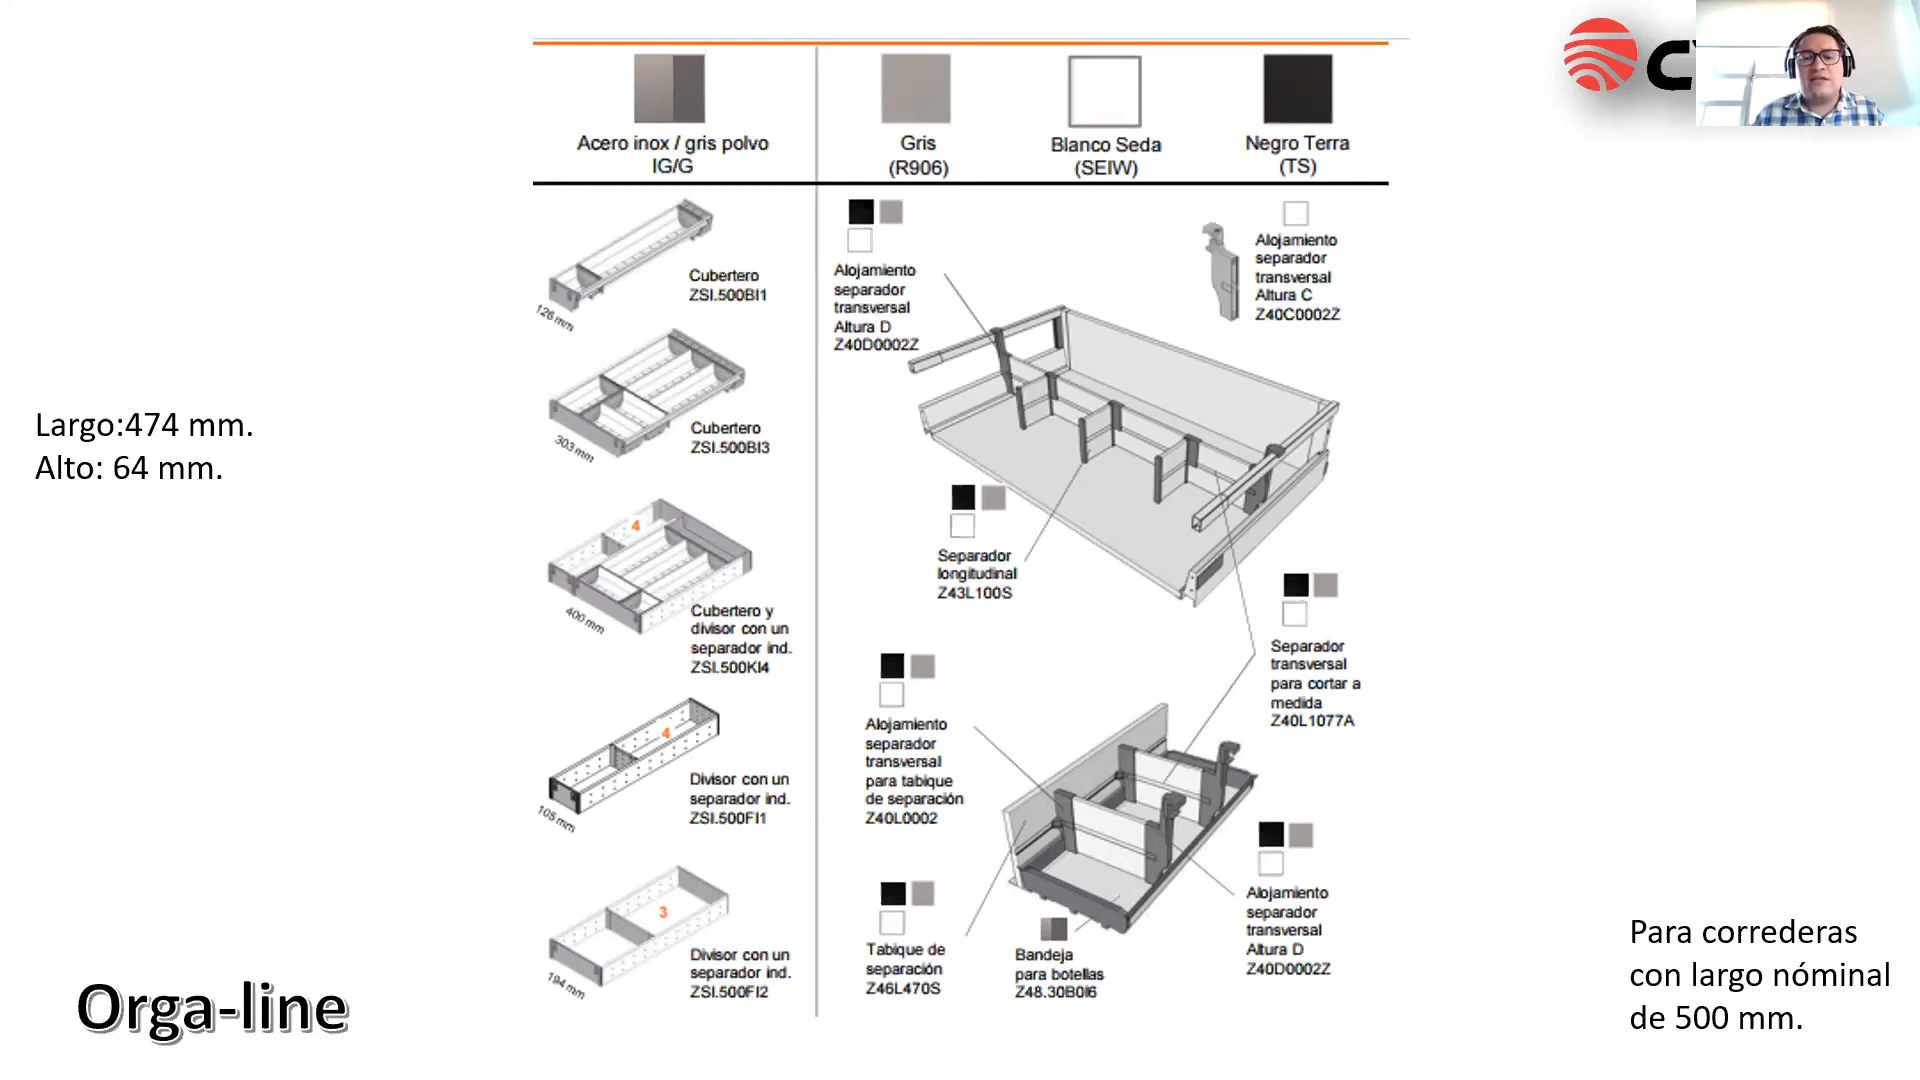 Acero inox / gris polvo
IG/G
Gris
(R906)
Blanco Seda
(SEIW)
Negro Terra
(TS)
Cubertero
ZSI.500BI1
126 mm
Cubertero
ZSI.500BI3
303 mm
4
Cubertero y
divisor con un
separador ind.
ZSI.500KI4
400 mm
4
Divisor con un
separador ind.
ZSI.500FI1
105 mm
3
Divisor con un
separador ind.
ZSI.500FI2
194 mm
Alojamiento
separador
transversal
Altura D
Z40D0002Z
Alojamiento
separador
transversal
Altura C
Z40C0002Z
Separador
longitudinal
Z43L100S
Separador
transversal
para cortar a
medida
Z40L1077A
Alojamiento
separador
transversal
para tabique
de separación
Z40L0002
Tabique de
separación
Z46L470S
Bandeja
para botellas
Z48.30B0I6
Alojamiento
separador
transversal
Altura D
Z40D0002Z
Largo:474 mm.
Alto: 64 mm.
Orga-line
Para correderas
con largo nóminal
de 500 mm.